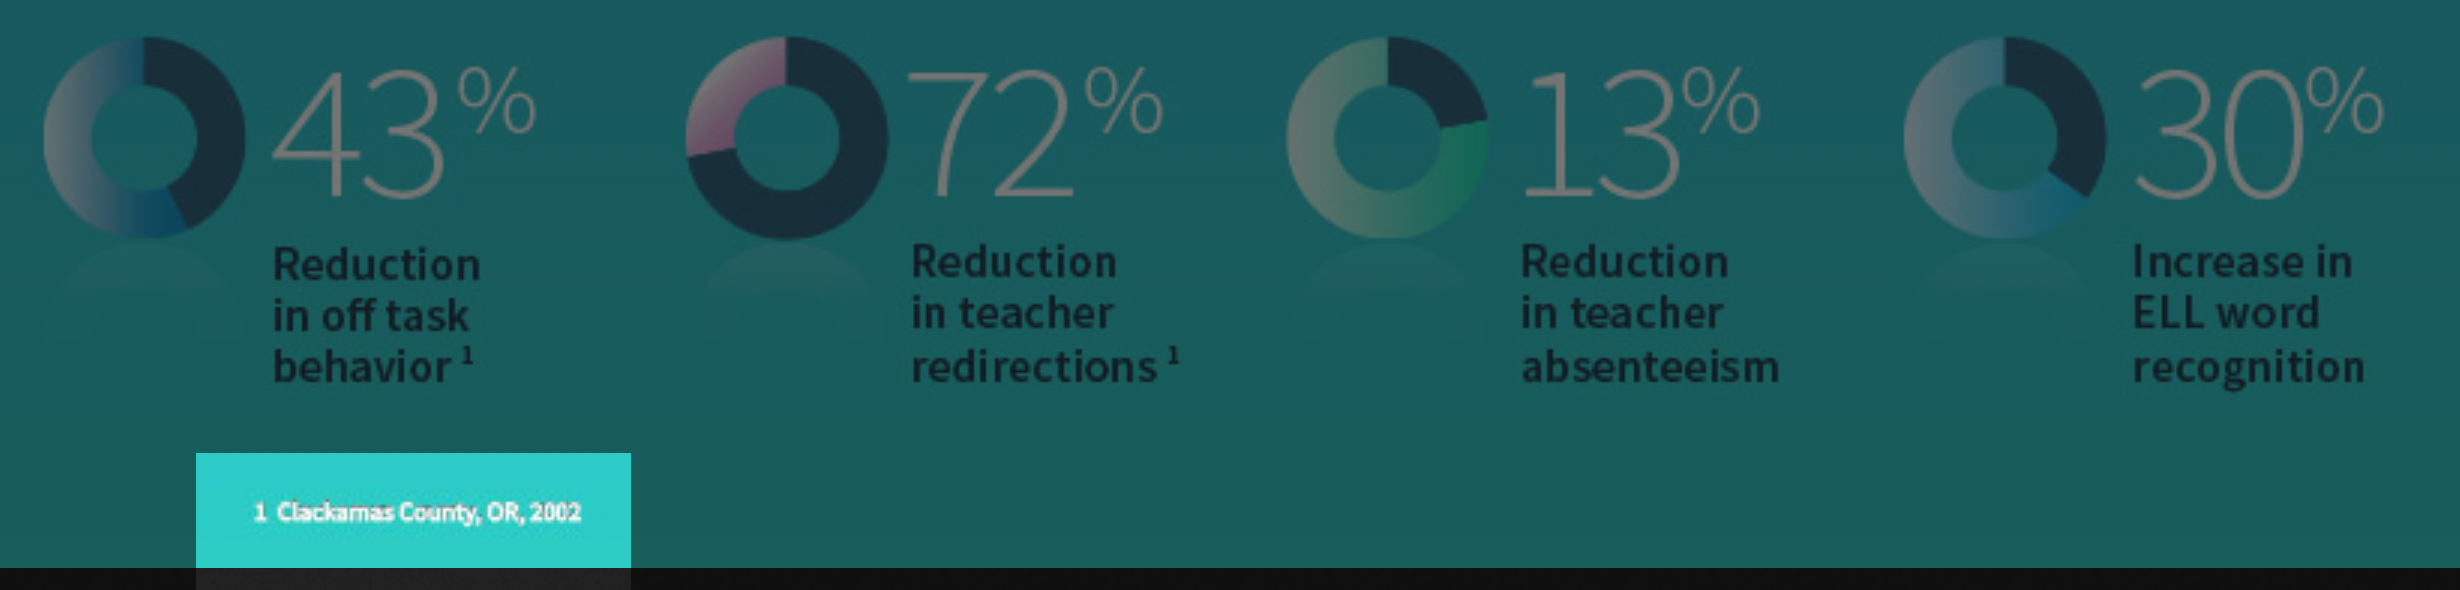 43%
Reduction
in off task
behavior 1
72%
Reduction
in teacher
redirections 1
13%
Reduction
in teacher
absenteeism
30%
Increase in
ELL word
recognition
1 Clackamas County, OR, 2002